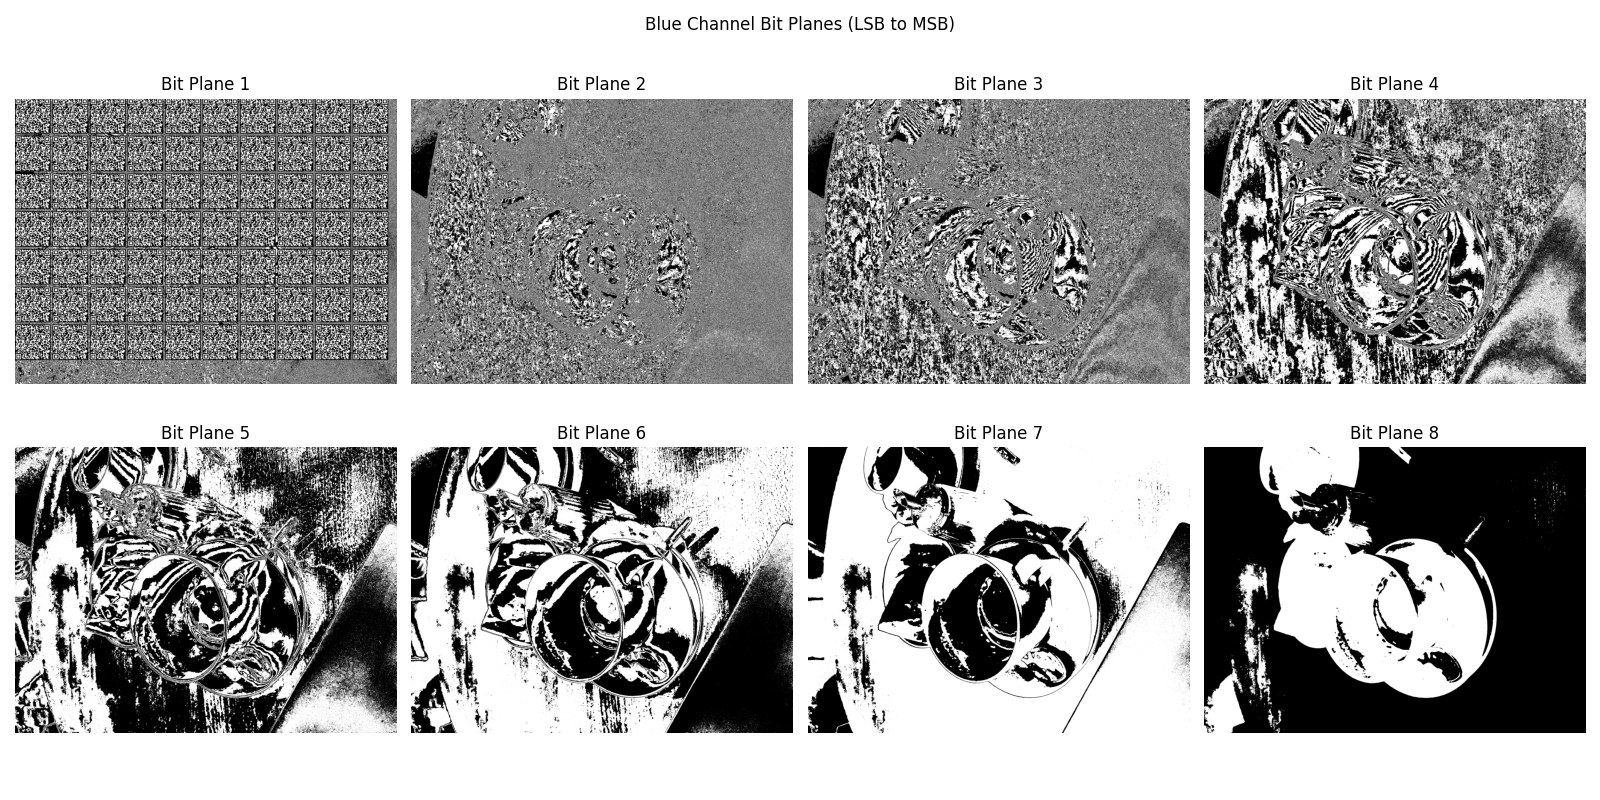 Blue Channel Bit Planes (LSB to MSB)
Bit Plane 1
Bit Plane 2
Bit Plane 3
Bit Plane 4
Bit Plane 5
Bit Plane 6
Bit Plane 7
Bit Plane 8